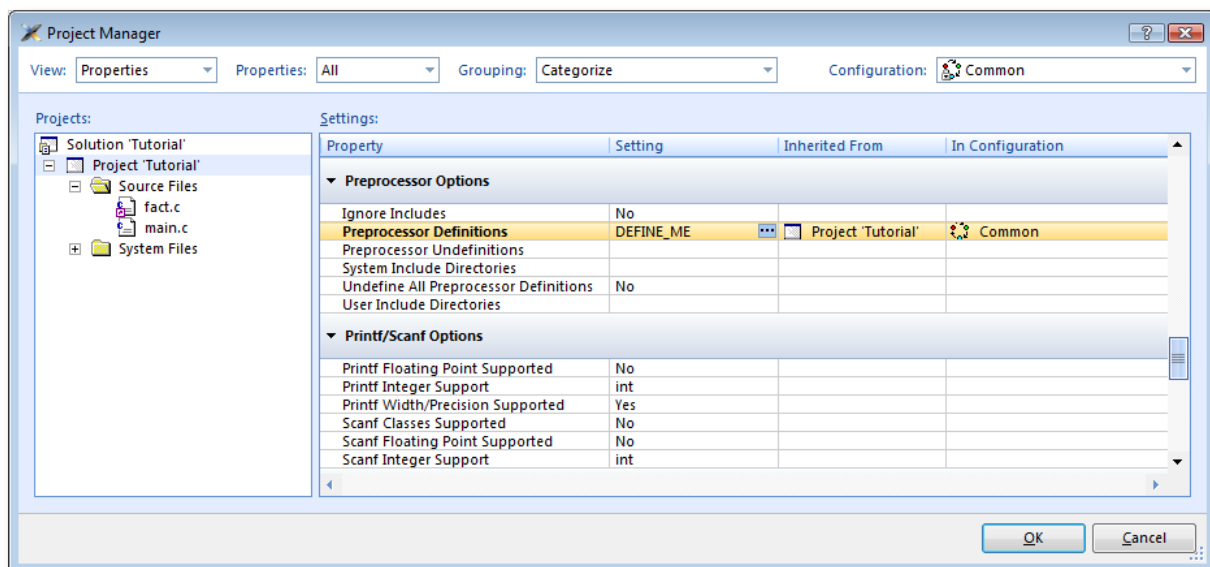 Project Manager
View: Properties Properties: All Grouping: Categorize Configuration: Common
Projects:
Settings:
Solution 'Tutorial'
Project 'Tutorial'
Source Files
fact.c
main.c
System Files
Property Setting Inherited From In Configuration
Preprocessor Options
Ignore Includes No
Preprocessor Definitions DEFINE_ME Project 'Tutorial' Common
Preprocessor Undefinitions
System Include Directories
Undefine All Preprocessor Definitions No
User Include Directories
Printf/Scanf Options
Printf Floating Point Supported No
Printf Integer Support int
Printf Width/Precision Supported Yes
Scanf Classes Supported No
Scanf Floating Point Supported No
Scanf Integer Support int
OK Cancel